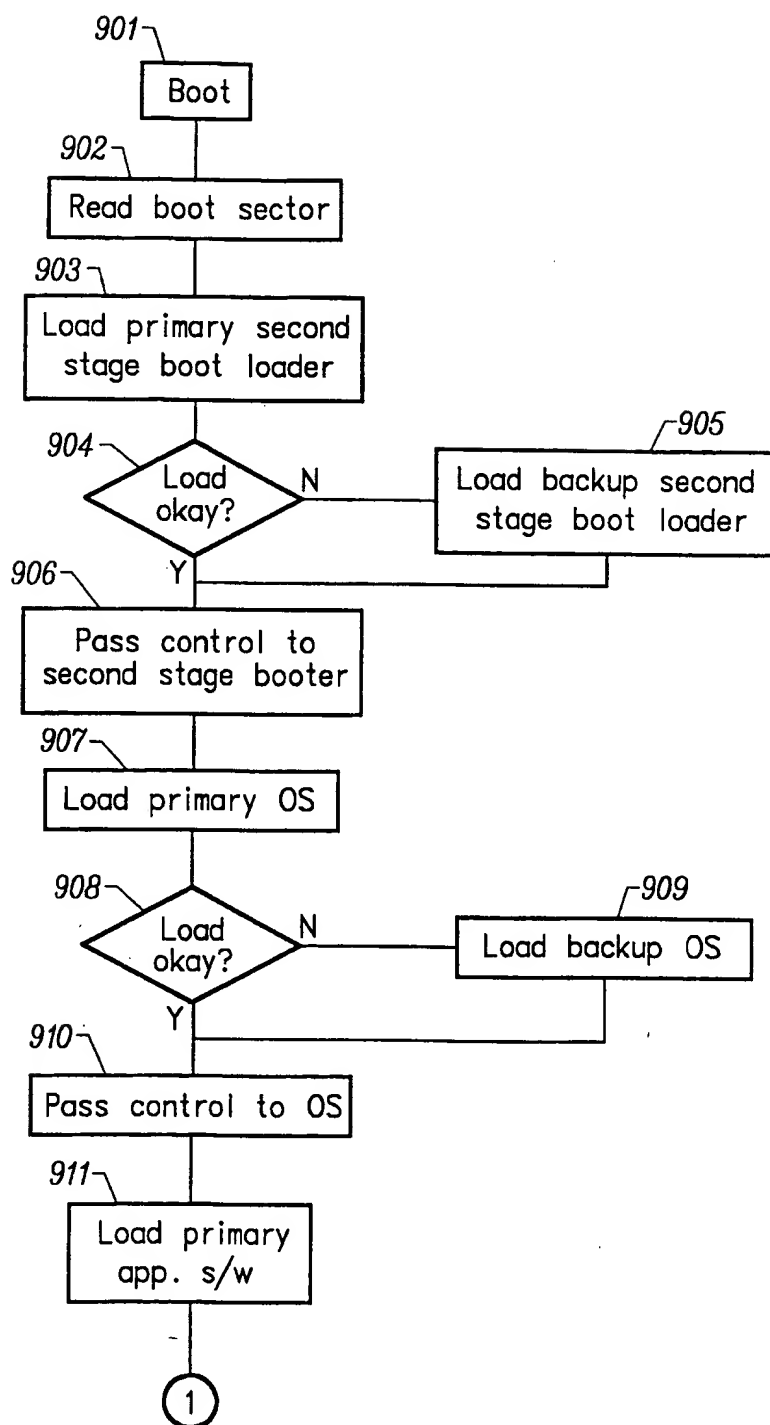 901
Boot
902
Read boot sector
903
Load primary second
stage boot loader
904
Load
okay?
N
Y
905
Load backup second
stage boot loader
906
Pass control to
second stage booter
907
Load primary OS
908
Load
okay?
N
Y
909
Load backup OS
910
Pass control to OS
911
Load primary
app. s/w
1